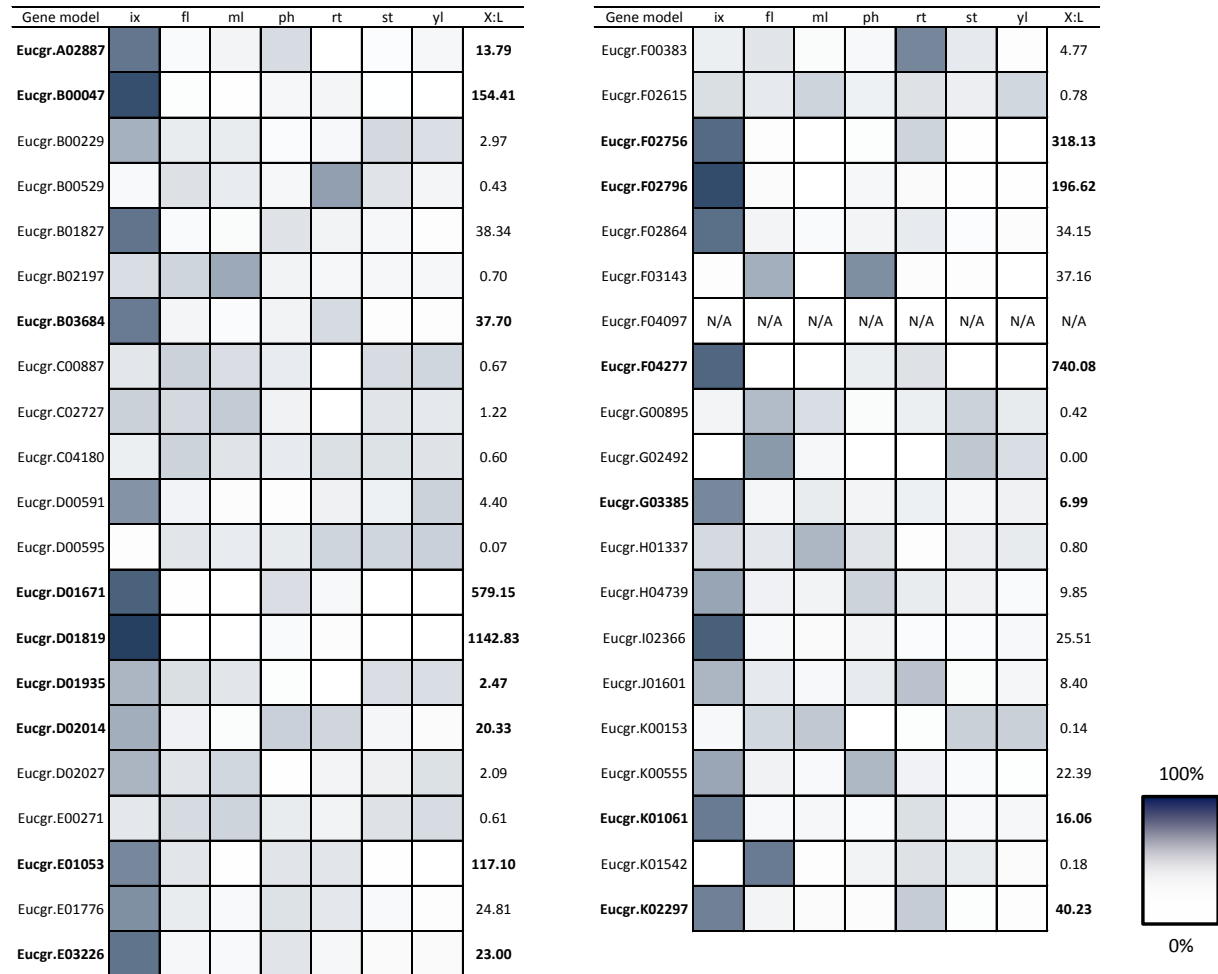 Gene model ix fl ml ph rt st yl X:L
Eucgr.A02887 13.79
Eucgr.B00047 154.41
Eucgr.B00229 2.97
Eucgr.B00529 0.43
Eucgr.B01827 38.34
Eucgr.B02197 0.70
Eucgr.B03684 37.70
Eucgr.C00887 0.67
Eucgr.C02727 1.22
Eucgr.C04180 0.60
Eucgr.D00591 4.40
Eucgr.D00595 0.07
Eucgr.D01671 579.15
Eucgr.D01819 1142.83
Eucgr.D01935 2.47
Eucgr.D02014 20.33
Eucgr.D02027 2.09
Eucgr.E00271 0.61
Eucgr.E01053 117.10
Eucgr.E01776 24.81
Eucgr.E03226 23.00
Gene model ix fl ml ph rt st yl X:L
Eucgr.F00383 4.77
Eucgr.F02615 0.78
Eucgr.F02756 318.13
Eucgr.F02796 196.62
Eucgr.F02864 34.15
Eucgr.F03143 37.16
Eucgr.F04097 N/A N/A N/A N/A N/A N/A N/A N/A
Eucgr.F04277 740.08
Eucgr.G00895 0.42
Eucgr.G02492 0.00
Eucgr.G03385 6.99
Eucgr.H01337 0.80
Eucgr.H04739 9.85
Eucgr.I02366 25.51
Eucgr.J01601 8.40
Eucgr.K00153 0.14
Eucgr.K00555 22.39
Eucgr.K01061 16.06
Eucgr.K01542 0.18
Eucgr.K02297 40.23
100%
0%